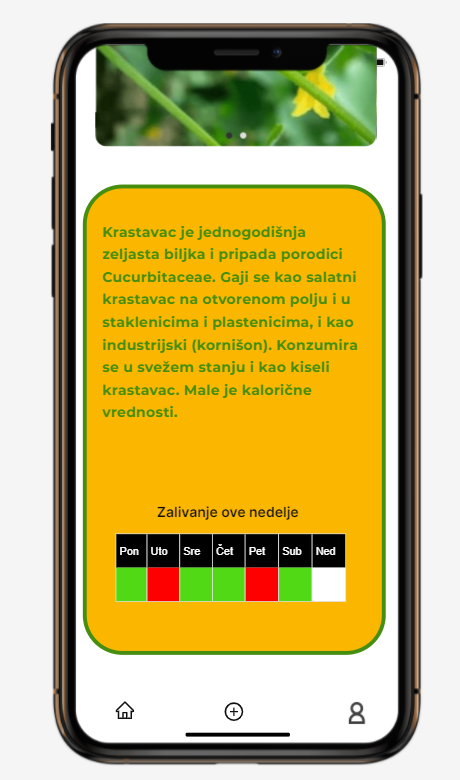 Krastavac je jednogodišnja
zeljasta biljka i pripada porodici
Cucurbitaceae. Gaji se kao salatni
krastavac na otvorenom polju i u
staklenicima i plastenicima, i kao
industrijski (kornišon). Konzumira
se u svežem stanju i kao kiseli
krastavac. Male je kalorične
vrednosti.
Zalivanje ove nedelje
Pon Uto Sre Čet Pet Sub Ned